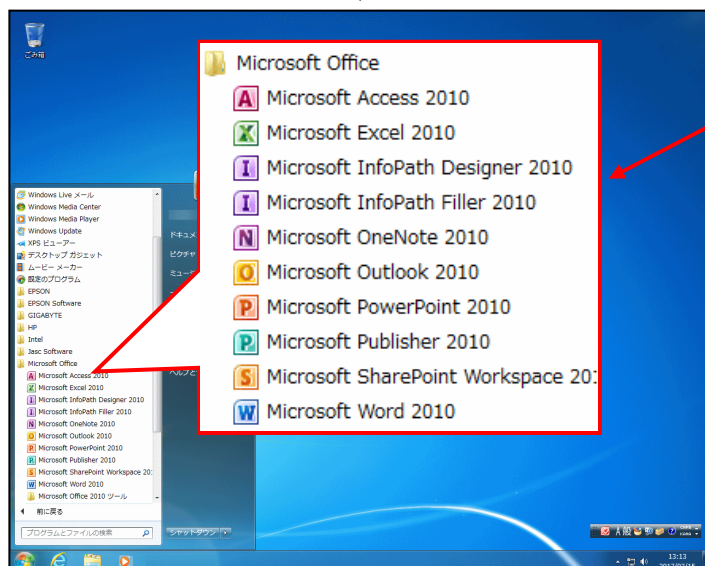 ごみ箱
Microsoft Office
Microsoft Access 2010
Microsoft Excel 2010
Microsoft InfoPath Designer 2010
Microsoft InfoPath Filler 2010
Microsoft OneNote 2010
Microsoft Outlook 2010
Microsoft PowerPoint 2010
Microsoft Publisher 2010
Microsoft SharePoint Workspace 20
Microsoft Word 2010
Windows Live メール
Windows Media Center
Windows Media Player
Windows Update
XPS ビューアー
デスクトップ ガジェット
ムービー メーカー
既定のプログラム
EPSON
EPSON Software
GIGABYTE
HP
Intel
Jasc Software
Microsoft Office
Microsoft Access 2010
Microsoft Excel 2010
Microsoft InfoPath Designer 2010
Microsoft InfoPath Filler 2010
Microsoft OneNote 2010
Microsoft Outlook 2010
Microsoft PowerPoint 2010
Microsoft Publisher 2010
Microsoft SharePoint Workspace 20
Microsoft Word 2010
Microsoft Office 2010 ツール
前に戻る
プログラムとファイルの検索
ドキュメ
ピクチャ
ミュー
ヘルプと
シャットダウン
A 般
KANA
13:13
2017/02/15